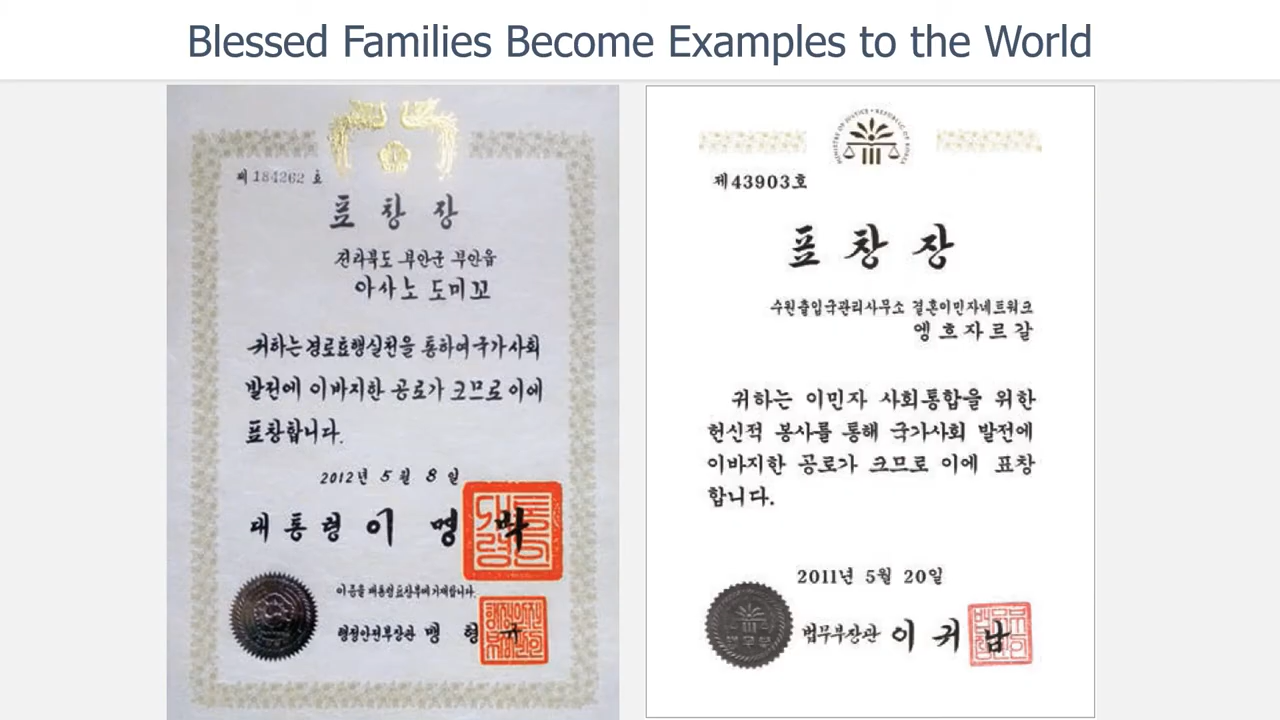 Blessed Families Become Examples to the World
제 184262 호
표 창 장
전라북도 부안군 부안읍
아사노 도미꼬
귀하는 경로효행실천을 통하여 국가사회
발전에 이바지한 공로가 크므로 이에
표창합니다.
2012년 5월 8일
대통령 이 명 박
이 증을 대통령표창부에 기재합니다.
행정안전부장관 맹 형 규
MINISTRY OF JUSTICE • REPUBLIC OF KOREA
제43903호
표 창 장
수원출입국관리사무소 결혼이민자네트워크
엥흐자르갈
귀하는 이민자 사회통합을 위한
헌신적 봉사를 통해 국가사회 발전에
이바지한 공로가 크므로 이에 표창
합니다.
2011년 5월 20일
법무부장관 이 귀 남